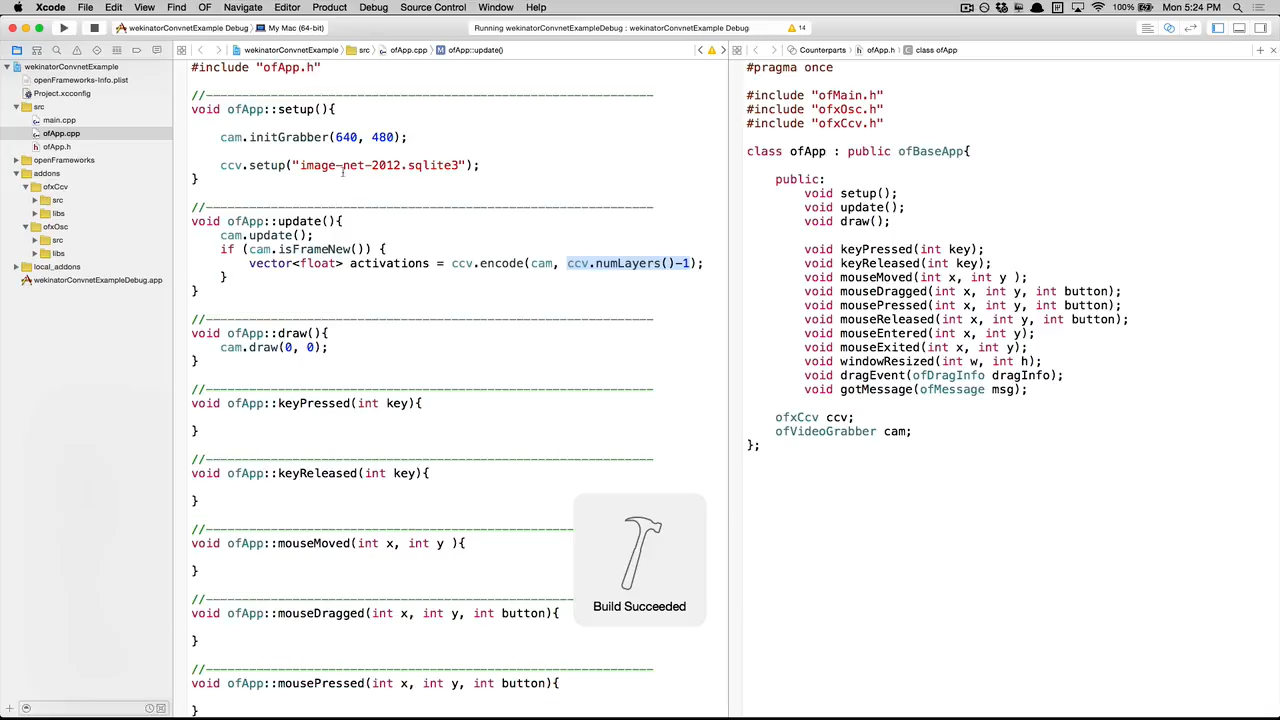 Xcode File Edit View Find OF Navigate Editor Product Debug Source Control Window Help 100% Mon 5:24 PM
wekinatorConvnetExample Debug My Mac (64-bit) Running wekinatorConvnetExampleDebug : wekinatorConvnetExample Debug 14
wekinatorConvnetExample src ofApp.cpp ofApp::update() Counterparts ofApp.h class ofApp
wekinatorConvnetExample
openFrameworks-Info.plist
Project.xcconfig
src
main.cpp
ofApp.cpp
ofApp.h
openFrameworks
addons
ofxCcv
src
libs
ofxOsc
src
libs
local_addons
wekinatorConvnetExample.app
#include "ofApp.h"
//--------------------------------------------------------------
void ofApp::setup(){
cam.initGrabber(640, 480);
ccv.setup("image-net-2012.sqlite3");
}
//--------------------------------------------------------------
void ofApp::update(){
cam.update();
if (cam.isFrameNew()) {
vector<float> activations = ccv.encode(cam, ccv.numLayers()-1);
}
}
//--------------------------------------------------------------
void ofApp::draw(){
cam.draw(0, 0);
}
//--------------------------------------------------------------
void ofApp::keyPressed(int key){
}
//--------------------------------------------------------------
void ofApp::keyReleased(int key){
}
//--------------------------------------------------------------
void ofApp::mouseMoved(int x, int y ){
}
//--------------------------------------------------------------
void ofApp::mouseDragged(int x, int y, int button){
}
//--------------------------------------------------------------
void ofApp::mousePressed(int x, int y, int button){
}
Build Succeeded
#pragma once
#include "ofMain.h"
#include "ofxOsc.h"
#include "ofxCcv.h"
class ofApp : public ofBaseApp{
public:
void setup();
void update();
void draw();
void keyPressed(int key);
void keyReleased(int key);
void mouseMoved(int x, int y );
void mouseDragged(int x, int y, int button);
void mousePressed(int x, int y, int button);
void mouseReleased(int x, int y, int button);
void mouseEntered(int x, int y);
void mouseExited(int x, int y);
void windowResized(int w, int h);
void dragEvent(ofDragInfo dragInfo);
void gotMessage(ofMessage msg);
ofxCcv ccv;
ofVideoGrabber cam;
};